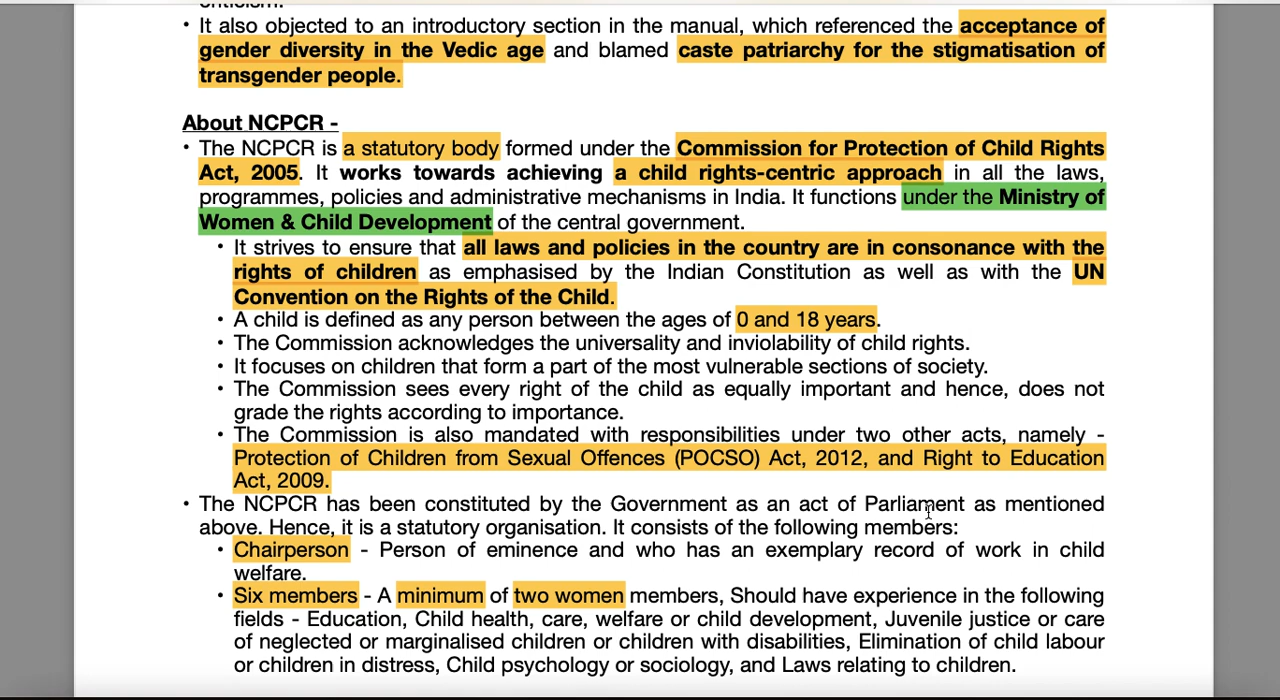 • It also objected to an introductory section in the manual, which referenced the acceptance of
gender diversity in the Vedic age and blamed caste patriarchy for the stigmatisation of
transgender people.
About NCPCR -
• The NCPCR is a statutory body formed under the Commission for Protection of Child Rights
Act, 2005. It works towards achieving a child rights-centric approach in all the laws,
programmes, policies and administrative mechanisms in India. It functions under the Ministry of
Women & Child Development of the central government.
• It strives to ensure that all laws and policies in the country are in consonance with the
rights of children as emphasised by the Indian Constitution as well as with the UN
Convention on the Rights of the Child.
• A child is defined as any person between the ages of 0 and 18 years.
• The Commission acknowledges the universality and inviolability of child rights.
• It focuses on children that form a part of the most vulnerable sections of society.
• The Commission sees every right of the child as equally important and hence, does not
grade the rights according to importance.
• The Commission is also mandated with responsibilities under two other acts, namely -
Protection of Children from Sexual Offences (POCSO) Act, 2012, and Right to Education
Act, 2009.
• The NCPCR has been constituted by the Government as an act of Parliament as mentioned
above. Hence, it is a statutory organisation. It consists of the following members:
• Chairperson - Person of eminence and who has an exemplary record of work in child
welfare.
• Six members - A minimum of two women members, Should have experience in the following
fields - Education, Child health, care, welfare or child development, Juvenile justice or care
of neglected or marginalised children or children with disabilities, Elimination of child labour
or children in distress, Child psychology or sociology, and Laws relating to children.